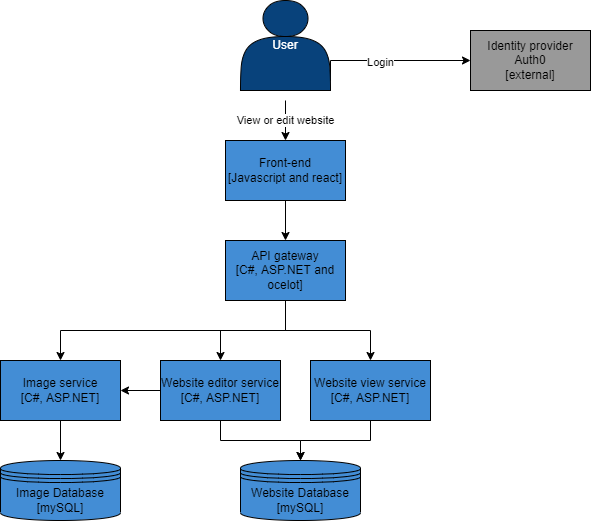 User
Identity provider
Auth0
[external]
Login
View or edit website
Front-end
[Javascript and react]
API gateway
[C#, ASP.NET and
ocelot]
Image service
[C#, ASP.NET]
Website editor service
[C#, ASP.NET]
Website view service
[C#, ASP.NET]
Image Database
[mySQL]
Website Database
[mySQL]